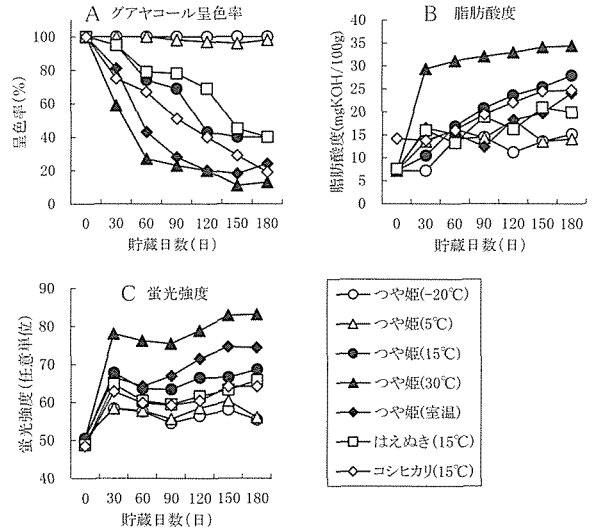 A グアヤコール呈色率
呈色率(%)
100
80
60
40
20
0
0 30 60 90 120 150 180
貯蔵日数(日)
B 脂肪酸度
脂肪酸度(mgKOH/100g)
40
35
30
25
20
15
10
5
0
0 30 60 90 120 150 180
貯蔵日数(日)
C 蛍光強度
蛍光強度(任意単位)
90
80
70
60
50
40
0 30 60 90 120 150 180
貯蔵日数(日)
つや姫(-20℃)
つや姫(5℃)
つや姫(15℃)
つや姫(30℃)
つや姫(室温)
はえぬき(15℃)
コシヒカリ(15℃)